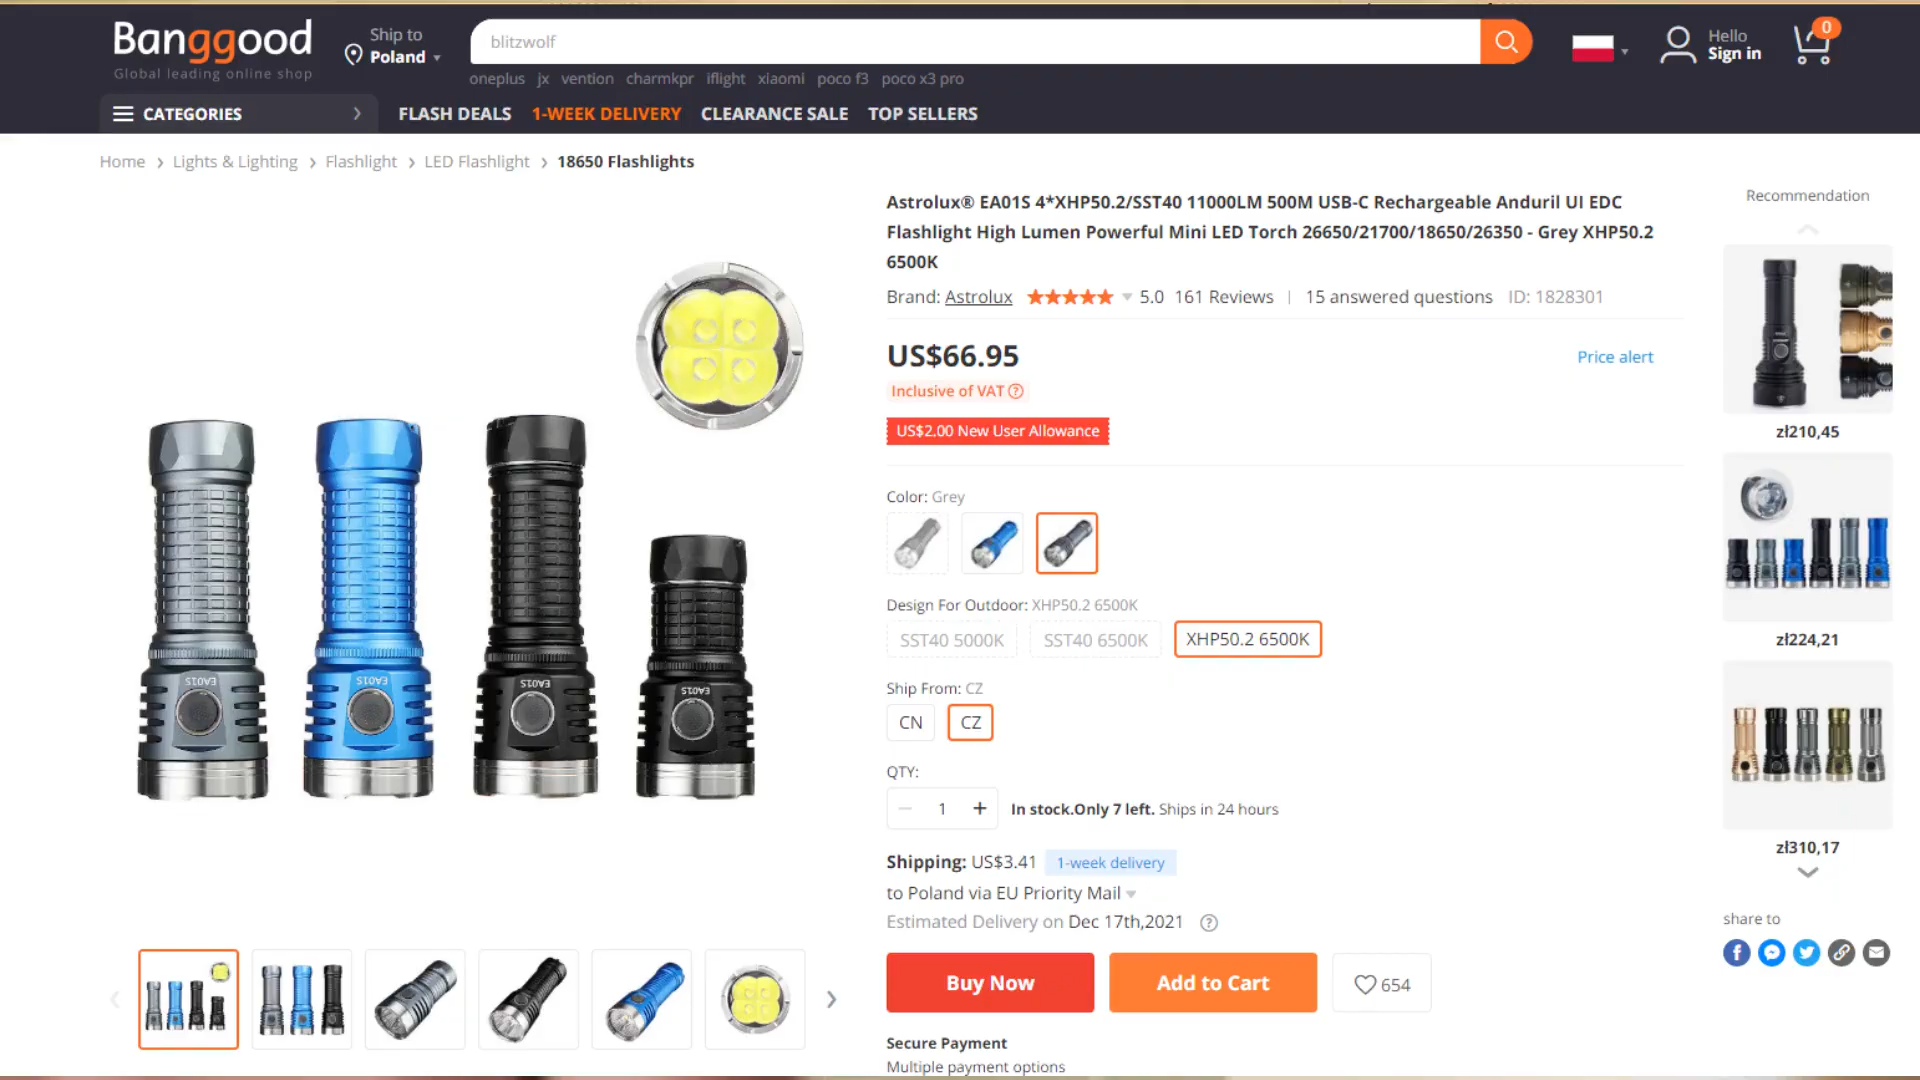 Banggood
Global leading online shop
Ship to
Poland
blitzwolf
oneplus jx vention charmkpr iflight xiaomi poco f3 poco x3 pro
Hello
Sign in
0
CATEGORIES
FLASH DEALS 1-WEEK DELIVERY CLEARANCE SALE TOP SELLERS
Home > Lights & Lighting > Flashlight > LED Flashlight > 18650 Flashlights
Astrolux® EA01S 4*XHP50.2/SST40 11000LM 500M USB-C Rechargeable Anduril UI EDC
Flashlight High Lumen Powerful Mini LED Torch 26650/21700/18650/26350 - Grey XHP50.2
6500K
Brand: Astrolux 5.0 161 Reviews | 15 answered questions ID: 1828301
US$66.95
Price alert
Inclusive of VAT ?
US$2.00 New User Allowance
Color: Grey
Design For Outdoor: XHP50.2 6500K
SST40 5000K SST40 6500K XHP50.2 6500K
Ship From: CZ
CN CZ
QTY:
− 1 + In stock.Only 7 left. Ships in 24 hours
Shipping: US$3.41 1-week delivery
to Poland via EU Priority Mail
Estimated Delivery on Dec 17th,2021 ?
Buy Now Add to Cart 654
Secure Payment
Multiple payment options
EA01S
EA01S
EA01S
EA01S
Recommendation
zł210,45
zł224,21
zł310,17
share to